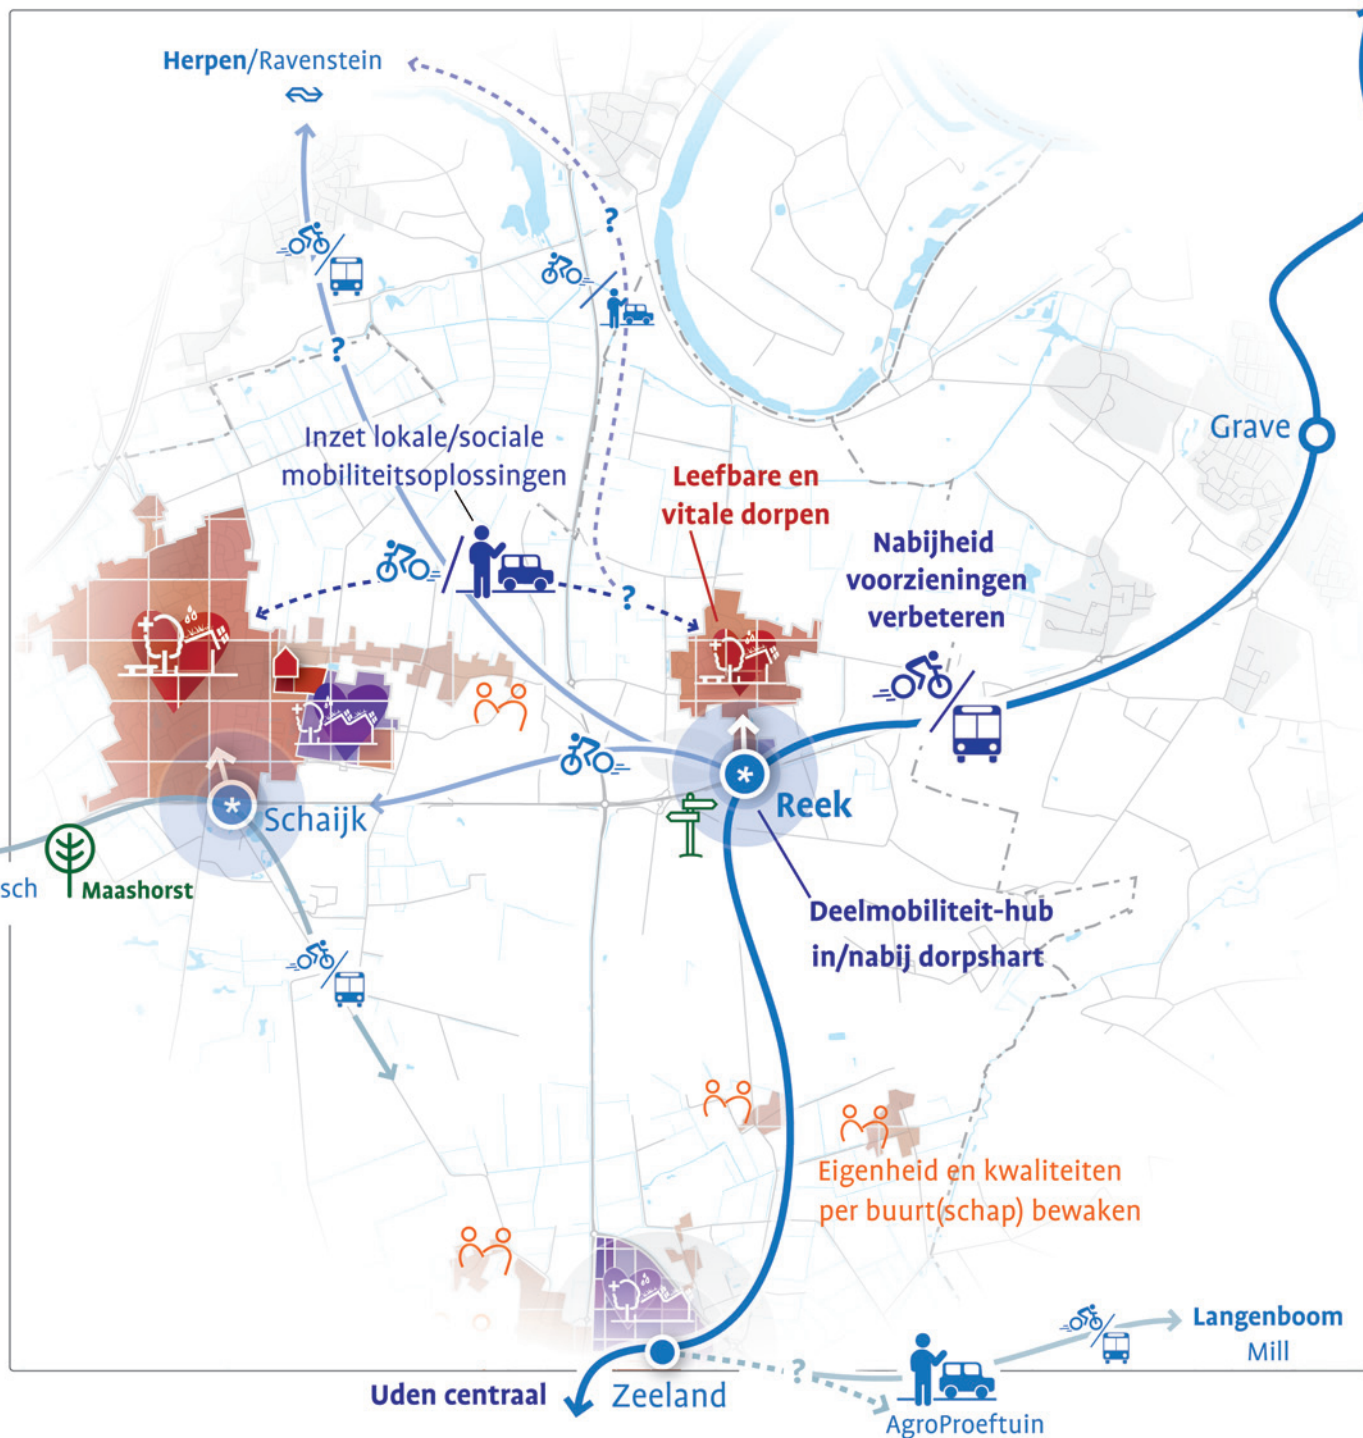 Herpen/Ravenstein
?
?
Inzet lokale/sociale
mobiliteitsoplossingen
Grave
Leefbare en
vitale dorpen
Nabijheid
voorzieningen
verbeteren
?
*
Reek
*
Schaijk
sch
Maashorst
Deelmobiliteit-hub
in/nabij dorpshart
Eigenheid en kwaliteiten
per buurt(schap) bewaken
Langenboom
Mill
?
Uden centraal
Zeeland
AgroProeftuin